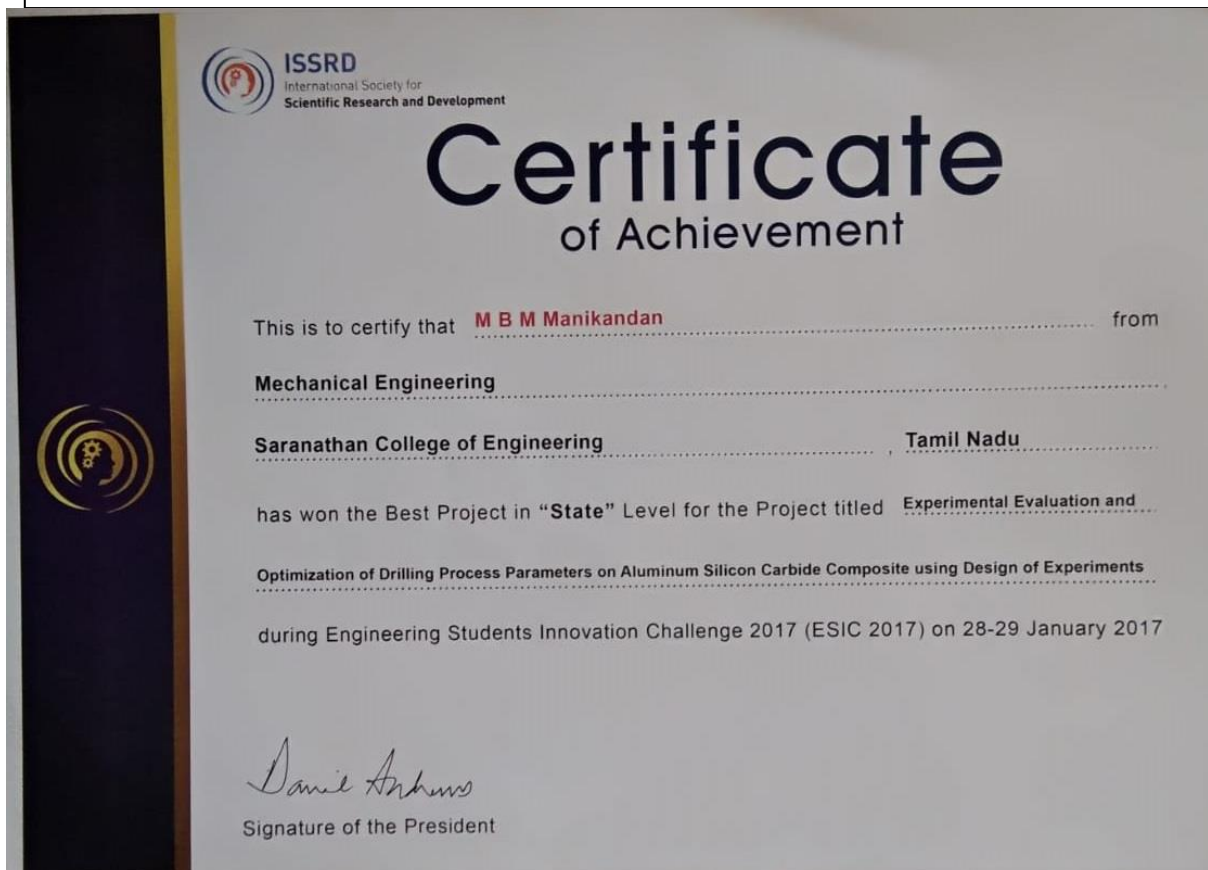 ISSRD
International Society for
Scientific Research and Development
Certificate
of Achievement
This is to certify that M B M Manikandan from
Mechanical Engineering
Saranathan College of Engineering , Tamil Nadu
has won the Best Project in “State” Level for the Project titled Experimental Evaluation and
Optimization of Drilling Process Parameters on Aluminum Silicon Carbide Composite using Design of Experiments
during Engineering Students Innovation Challenge 2017 (ESIC 2017) on 28-29 January 2017
Signature of the President